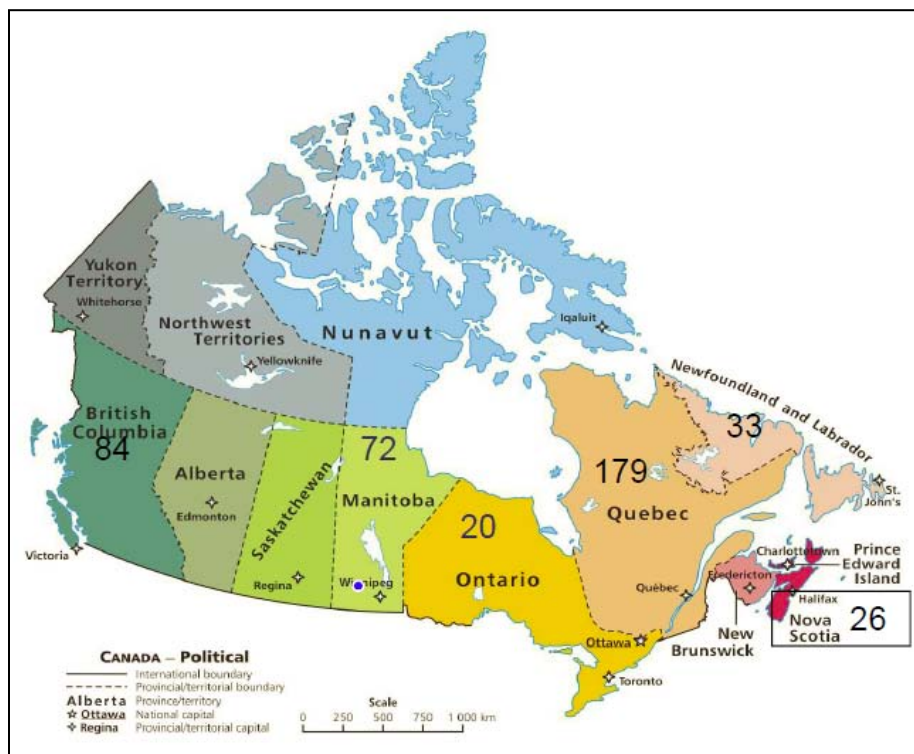 Yukon
Territory
Whitehorse
Northwest
Territories
Yellowknife
Nunavut
Iqaluit
British
Columbia
84
Alberta
Edmonton
Saskatchewan
Regina
72
Manitoba
Winnipeg
Victoria
20
Ontario
Ottawa
Toronto
179
Quebec
Québec
Newfoundland and Labrador
33
St.
John's
Charlottetown
Prince
Edward
Island
Fredericton
Halifax
Nova
Scotia
26
New
Brunswick
CANADA – Political
International boundary
Provincial/territorial boundary
Alberta Province/territory
Ottawa National capital
Regina Provincial/territorial capital
Scale
0 250 500 750 1 000 km